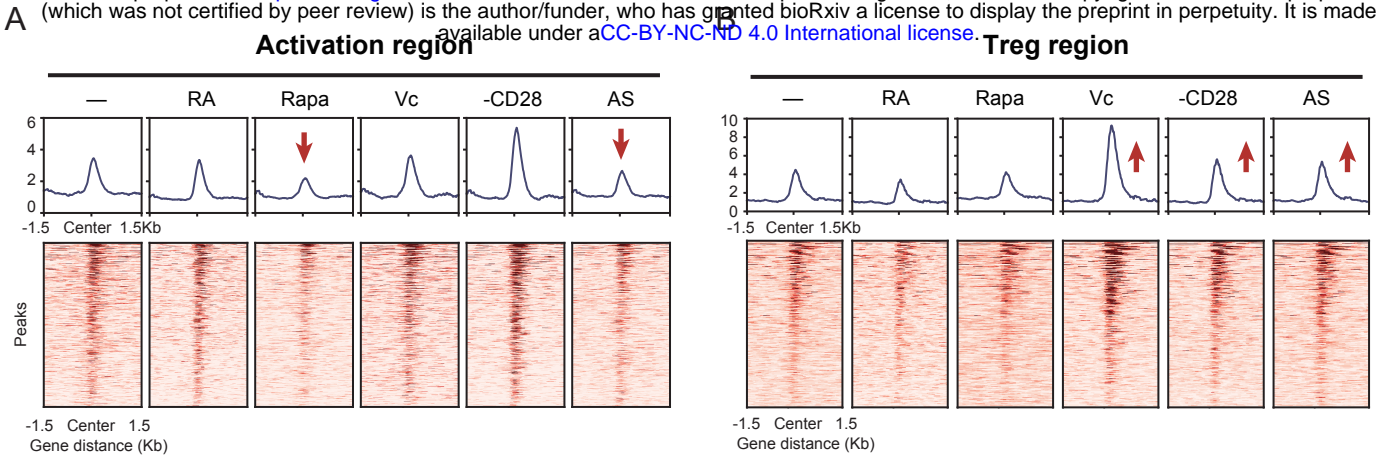 (which was not certified by peer review) is the author/funder, who has granted bioRxiv a license to display the preprint in perpetuity. It is made
available under aCC-BY-NC-ND 4.0 International license.
A
Activation region
— RA Rapa Vc -CD28 AS
6
4
2
0
-1.5 Center 1.5Kb
Peaks
-1.5 Center 1.5
Gene distance (Kb)
B
Treg region
— RA Rapa Vc -CD28 AS
10
8
6
4
2
0
-1.5 Center 1.5Kb
-1.5 Center 1.5
Gene distance (Kb)